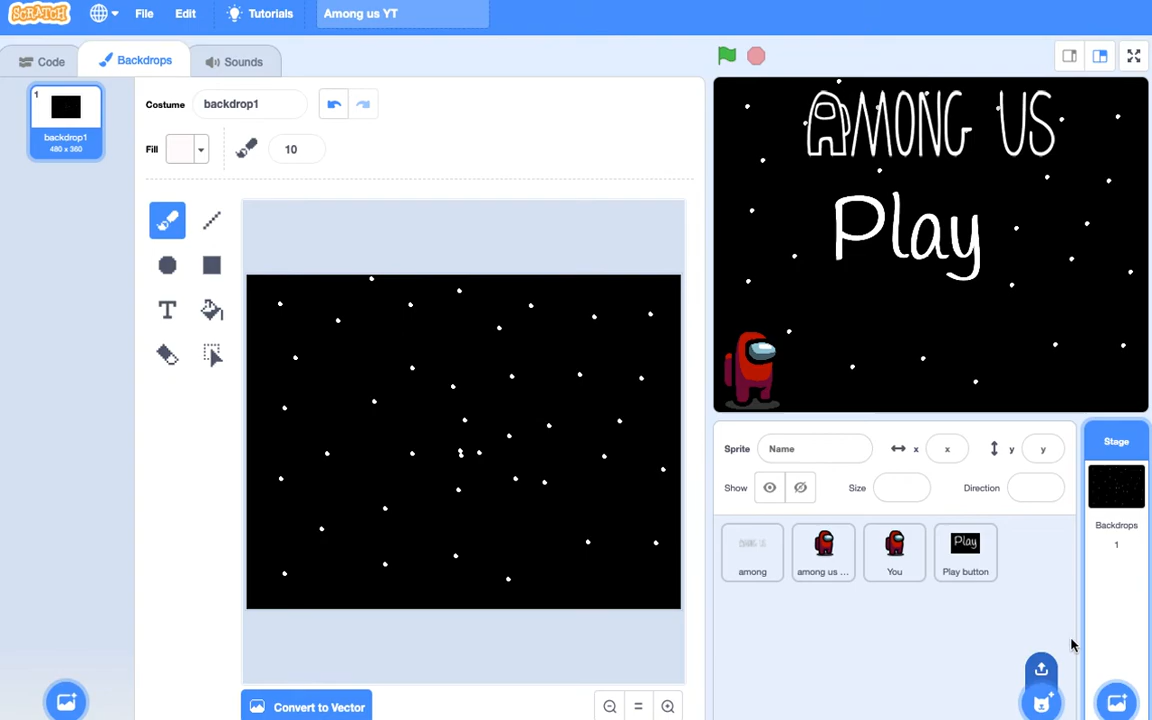 SCRATCH File Edit Tutorials Among us YT
Code Backdrops Sounds
1
backdrop1
480 x 360
Costume backdrop1
Fill 10
T
Convert to Vector
AMONG US
Play
Sprite Name x x y y
Show Size Direction
among
among us ...
You
Play
Play button
Stage
Backdrops
1